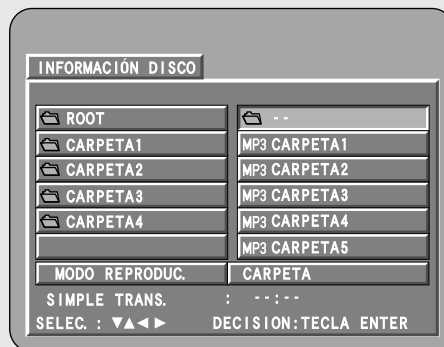 INFORMACIÓN DISCO
ROOT
CARPETA1
CARPETA2
CARPETA3
CARPETA4
- -
MP3 CARPETA1
MP3 CARPETA2
MP3 CARPETA3
MP3 CARPETA4
MP3 CARPETA5
MODO REPRODUC. CARPETA
SIMPLE TRANS. : --:--
SELEC. : ▼▲◄► DECISION:TECLA ENTER